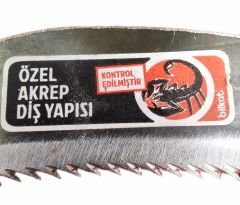 ÖZEL
AKREP
DİŞ YAPISI
KONTROL
EDİLMİŞTİR
bilkat